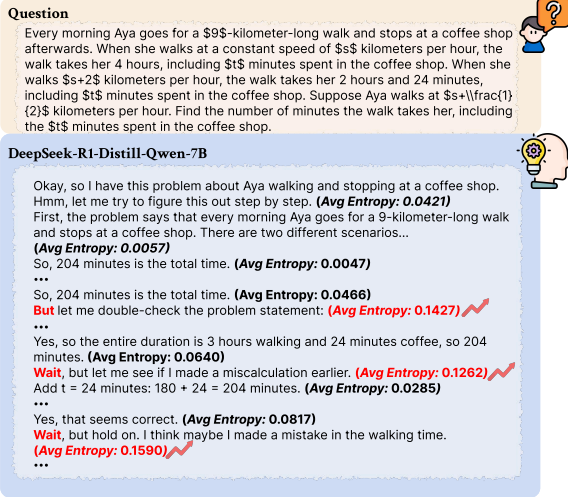 Question
Every morning Aya goes for a $9$-kilometer-long walk and stops at a coffee shop
afterwards. When she walks at a constant speed of $s$ kilometers per hour, the
walk takes her 4 hours, including $t$ minutes spent in the coffee shop. When she
walks $s+2$ kilometers per hour, the walk takes her 2 hours and 24 minutes,
including $t$ minutes spent in the coffee shop. Suppose Aya walks at $s+\\frac{1}
{2}$ kilometers per hour. Find the number of minutes the walk takes her, including
the $t$ minutes spent in the coffee shop.
DeepSeek-R1-Distill-Qwen-7B
Okay, so I have this problem about Aya walking and stopping at a coffee shop.
Hmm, let me try to figure this out step by step. (Avg Entropy: 0.0421)
First, the problem says that every morning Aya goes for a 9-kilometer-long walk
and stops at a coffee shop. There are two different scenarios...
(Avg Entropy: 0.0057)
So, 204 minutes is the total time. (Avg Entropy: 0.0047)
•••
So, 204 minutes is the total time. (Avg Entropy: 0.0466)
But let me double-check the problem statement: (Avg Entropy: 0.1427)
•••
Yes, so the entire duration is 3 hours walking and 24 minutes coffee, so 204
minutes. (Avg Entropy: 0.0640)
Wait, but let me see if I made a miscalculation earlier. (Avg Entropy: 0.1262)
Add t = 24 minutes: 180 + 24 = 204 minutes. (Avg Entropy: 0.0285)
•••
Yes, that seems correct. (Avg Entropy: 0.0817)
Wait, but hold on. I think maybe I made a mistake in the walking time.
(Avg Entropy: 0.1590)
•••